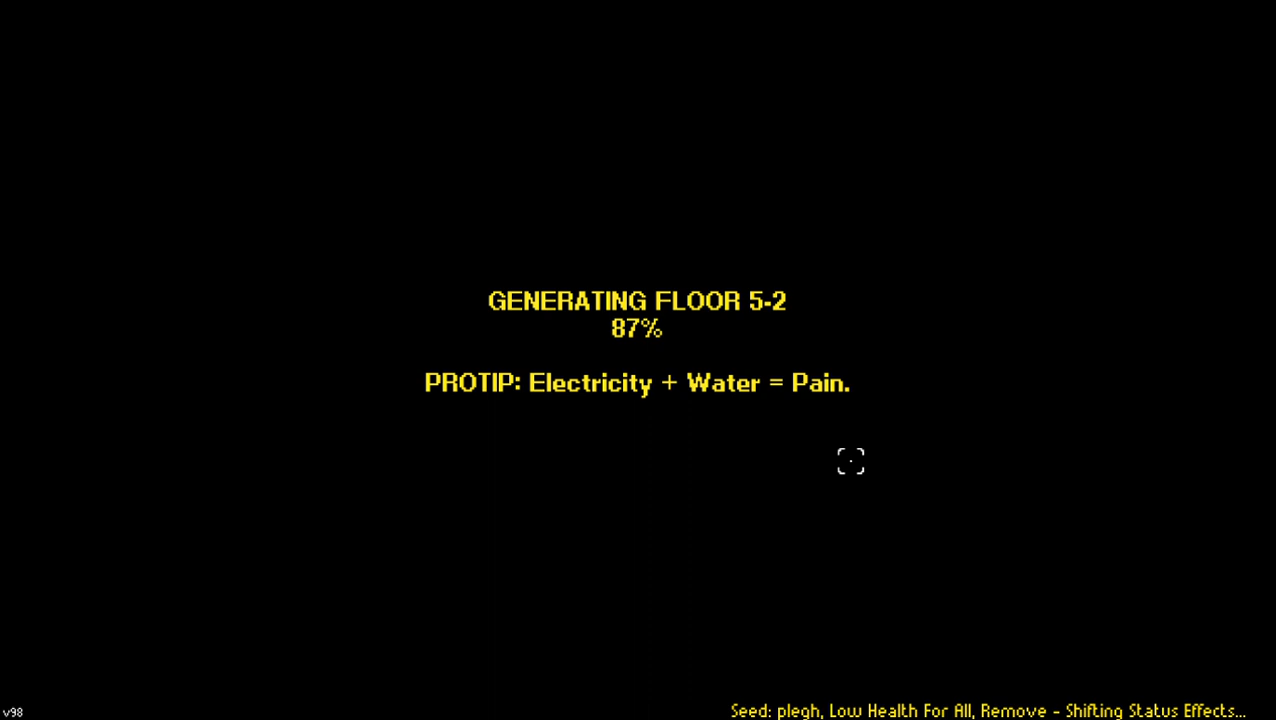 GENERATING FLOOR 5-2
87%
PROTIP: Electricity + Water = Pain.
v98
Seed: plegh, Low Health For All, Remove - Shifting Status Effects...